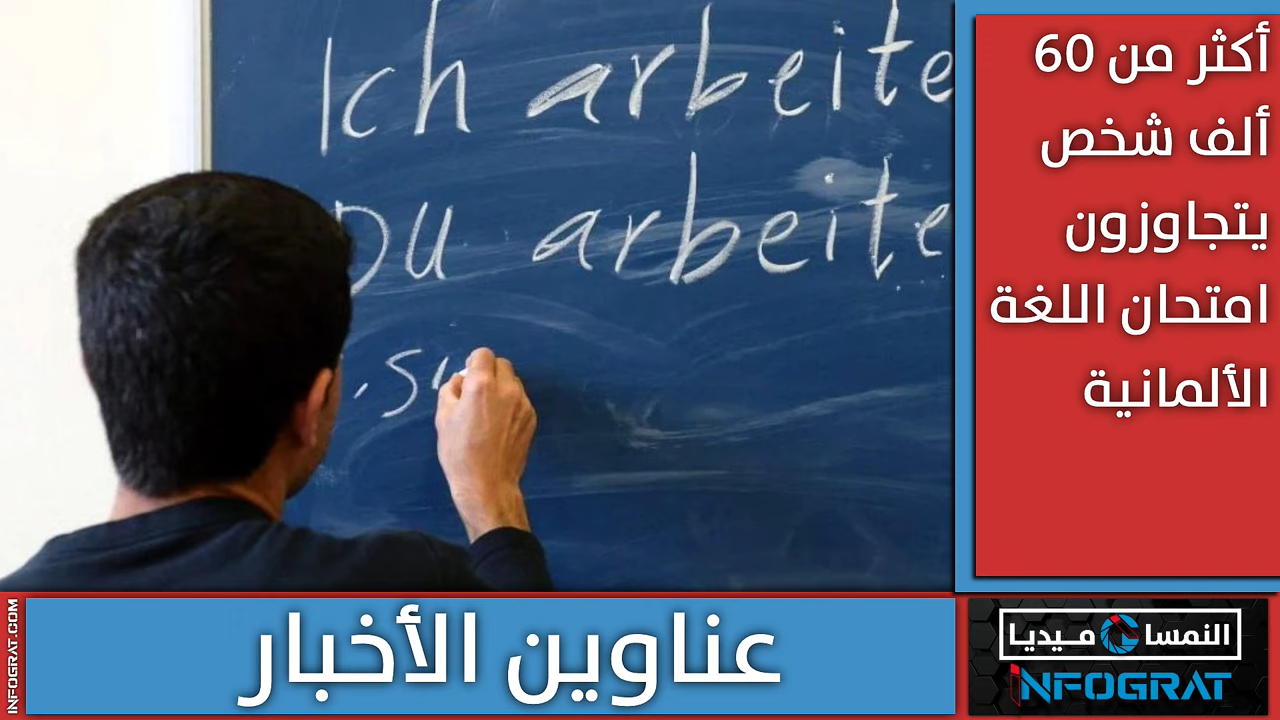 Ich arbeite
Du arbeite
أكثر من 60
ألف شخص
يتجاوزون
امتحان اللغة
الألمانية
عناوين الأخبار
النمسا ميديا
INFOGRAT
INFOGRAT.COM